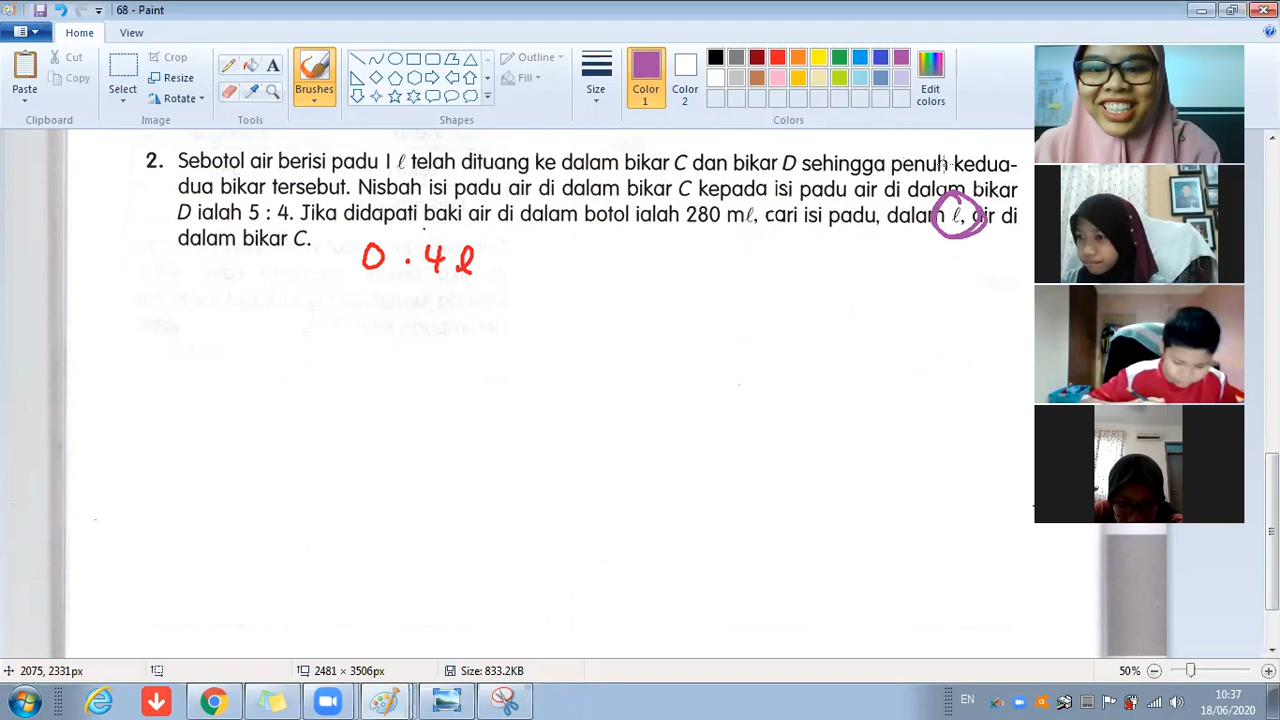 68 - Paint
Home View
Paste
Cut
Copy
Clipboard
Select
Crop
Resize
Rotate
Image
Tools
Brushes
Shapes
Outline
Fill
Size
Color 1
Color 2
Edit colors
Colors
2. Sebotol air berisi padu 1 ℓ telah dituang ke dalam bikar C dan bikar D sehingga penuh kedua-
dua bikar tersebut. Nisbah isi padu air di dalam bikar C kepada isi padu air di dalam bikar
D ialah 5 : 4. Jika didapati baki air di dalam botol ialah 280 mℓ, cari isi padu, dalam ℓ, air di
dalam bikar C.
0.4 ℓ
2075, 2331px
2481 × 3506px
Size: 833.2KB
50%
EN
10:37
18/06/2020